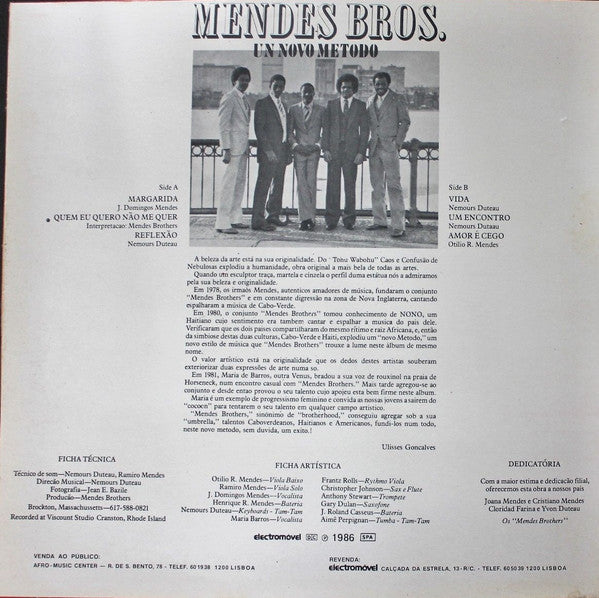 MENDES BROS.
UN NOVO METODO
Side A
MARGARIDA
J. Domingos Mendes
QUEM EU QUERO NÃO ME QUER
Interpretacao: Mendes Brothers
REFLEXÃO
Nemours Duteau
Side B
VIDA
Nemours Duteau
UM ENCONTRO
Nemours Duteau
AMOR É CEGO
Otilio R. Mendes
A beleza da arte está na sua originalidade. Do "Tohu Wabohu" Caos e Confusão de
Nebulosas explodiu a humanidade, obra original a mais bela de todas as artes.
Quando um esculptor traça, martela e cinzela o perfil duma estátua nós a admiramos
pela sua beleza e originalidade.
Em 1978, os irmãos Mendes, autenticos amadores de música, fundaram o conjunto
"Mendes Brothers" e em constante digressão na zona de Nova Inglaterra, cantando
espalharam a música de Cabo-Verde.
Em 1980, o conjunto "Mendes Brothers" tomou conhecimento de NONO, um
Haitiano cujo sentimento era tambem cantar e espalhar a musica do pais dele.
Verificaram que os dois paises compartilharam do mesmo rítimo e raiz Africana, e, então
da simbiose destas duas culturas, Cabo-Verde e Haiti, explodiu um "novo Metodo," um
novo estilo de música que "Mendes Brothers" trouxe a lume neste álbum de mesmo
nome.
O valor artístico está na originalidade que os dedos destes artistas souberam
exteriorizar duas expressões de arte numa so.
Em 1981, Maria de Barros, outra Venus, bradou a sua voz de rouxinol na praia de
Horseneck, num encontro casual com "Mendes Brothers." Mais tarde agregou-se ao
conjunto e desde entao provou o seu talento cujo apojeu esta bem firme neste album.
Maria é um exemplo de progressismo feminino e convida as nossas jovens a sairem do
"cocoen" para tentarem o seu talento em qualquer campo artistico.
"Mendes Brothers," sinónimo de "brotherhood," conseguiu agregar sob a sua
"umbrella," talentos Caboverdeanos, Haitianos e Americanos, fundi-los num todo,
neste novo metodo, sem duvida, um exito.!
Ulisses Goncalves
FICHA TÉCNICA
Técnico de som—Nemours Duteau, Ramiro Mendes
Direcão Musical—Nemours Duteau
Fotografia—Jean E. Bazile
Producão—Mendes Brothers
Brockton, Massachusetts—617-588-0821
Recorded at Viscount Studio Cranston, Rhode Island
FICHA ARTÍSTICA
Otilio R. Mendes—Viola Baixo
Ramiro Mendes—Viola Solo
J. Domingos Mendes—Vocalista
Henrique R. Mendes—Bateria
Nemours Duteau—Keyboards - Tam-Tam
Maria Barros—Vocalista
Frantz Rolls—Rythmo Viola
Christopher Johnson—Sax e Flute
Anthony Stewart—Trompete
Gary Dulan—Saxofone
J. Roland Casseus—Bateria
Aimé Perpignan—Tumba - Tam-Tam
DEDICATÓRIA
Com a maxima estima e dedicacão filial,
oferecemos esta obra a nossos pais
Joana Mendes e Cristiano Mendes
Cloridad Farina e Yvon Duteau
Os "Mendes Brothers"
electromóvel DGE P 1986 SPA
VENDA AO PÚBLICO:
AFRO-MUSIC CENTER — R. DE S. BENTO, 78 - TELEF. 60 19 38 1200 LISBOA
REVENDA:
electromóvel CALÇADA DA ESTRELA, 13-R/C. - TELEF. 60 50 39 1200 LISBOA